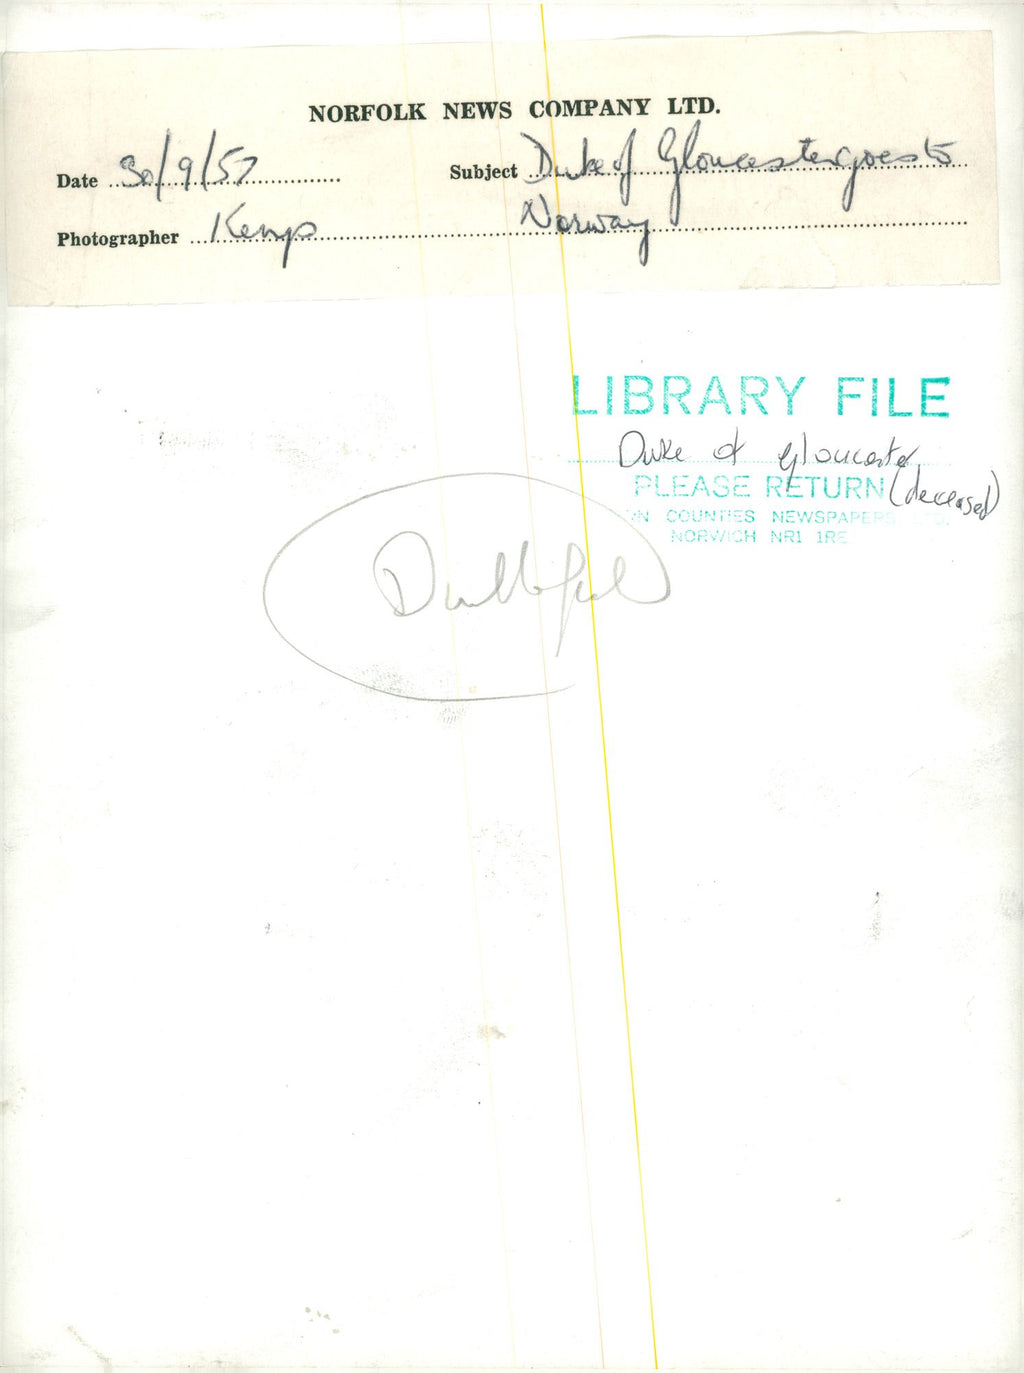 NORFOLK NEWS COMPANY LTD.
Date 30/9/57 Subject Duke of Gloucester goes to
Photographer Kemp Norway
LIBRARY FILE
Duke of Gloucester
PLEASE RETURN (deceased)
COUNTIES NEWSPAPERS LTD.
NORWICH NR1 1RE